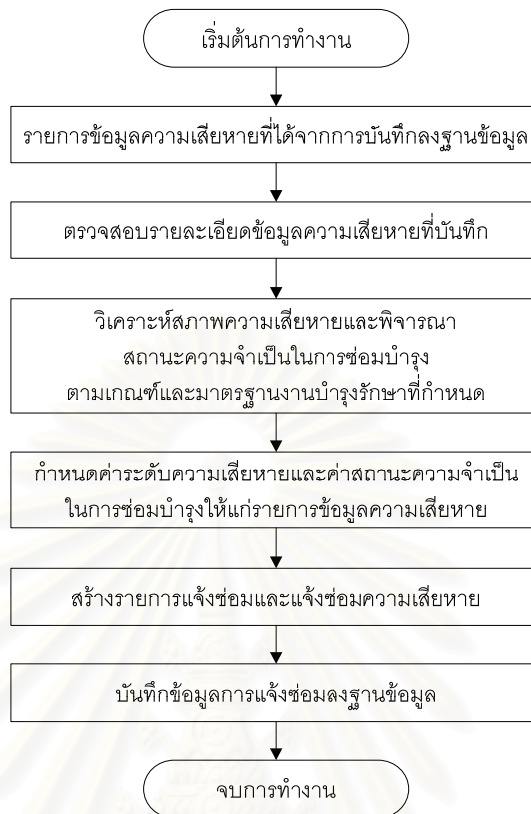 เริ่มต้นการทำงาน
รายการข้อมูลความเสียหายที่ได้จากการบันทึกลงฐานข้อมูล
ตรวจสอบรายละเอียดข้อมูลความเสียหายที่บันทึก
วิเคราะห์สภาพความเสียหายและพิจารณา
สถานะความจำเป็นในการซ่อมบำรุง
ตามเกณฑ์และมาตรฐานงานบำรุงรักษาที่กำหนด
กำหนดค่าระดับความเสียหายและค่าสถานะความจำเป็น
ในการซ่อมบำรุงให้แก่รายการข้อมูลความเสียหาย
สร้างรายการแจ้งซ่อมและแจ้งซ่อมความเสียหาย
บันทึกข้อมูลการแจ้งซ่อมลงฐานข้อมูล
จบการทำงาน